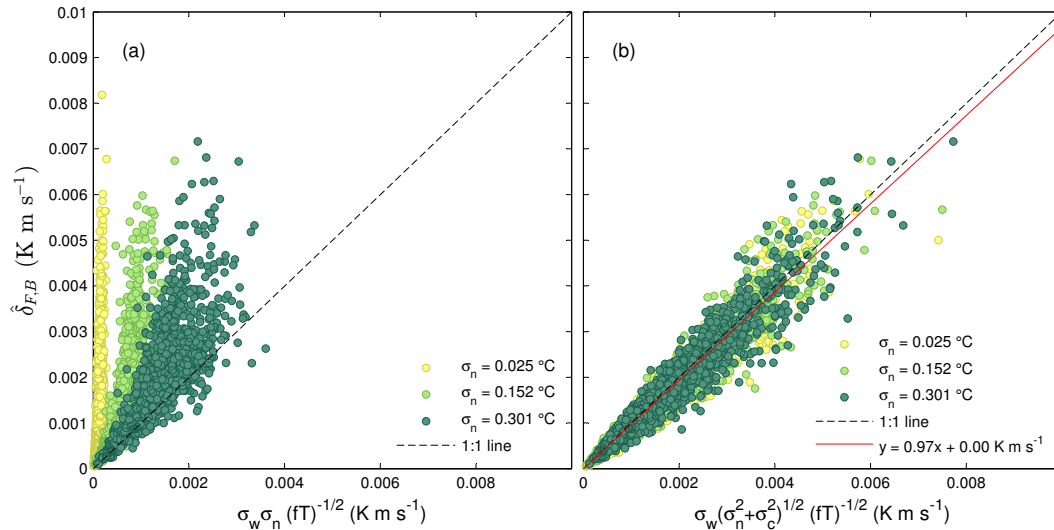 (a)
0.01
0.009
0.008
0.007
0.006
0.005
0.004
0.003
0.002
0.001
0
δ̂F,B (K m s⁻¹)
σn = 0.025 °C
σn = 0.152 °C
σn = 0.301 °C
1:1 line
0 0.002 0.004 0.006 0.008
σwσn (fT)⁻¹/² (K m s⁻¹)
(b)
σn = 0.025 °C
σn = 0.152 °C
σn = 0.301 °C
1:1 line
y = 0.97x + 0.00 K m s⁻¹
0 0.002 0.004 0.006 0.008
σw(σn²+σc²)¹/² (fT)⁻¹/² (K m s⁻¹)